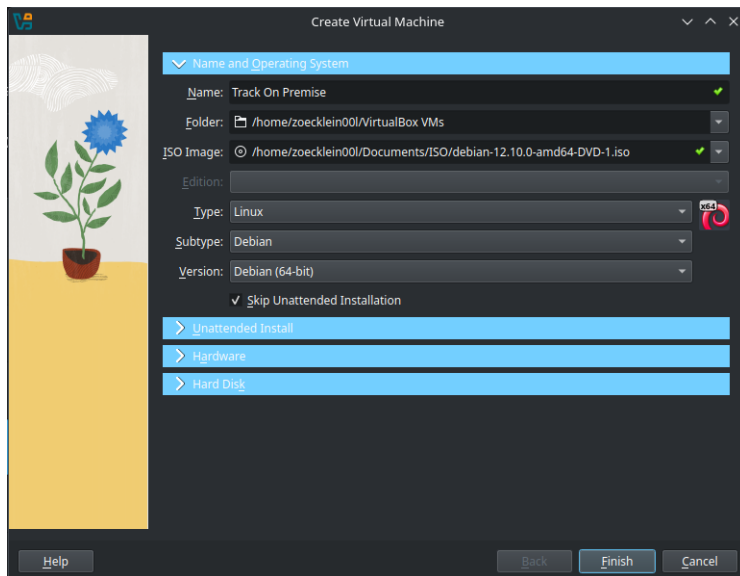 Create Virtual Machine
Name and Operating System
Name: Track On Premise
Folder: /home/zoecklein00l/VirtualBox VMs
ISO Image: /home/zoecklein00l/Documents/ISO/debian-12.10.0-amd64-DVD-1.iso
Edition:
Type: Linux
x64
Subtype: Debian
Version: Debian (64-bit)
Skip Unattended Installation
Unattended Install
Hardware
Hard Disk
Help Back Finish Cancel